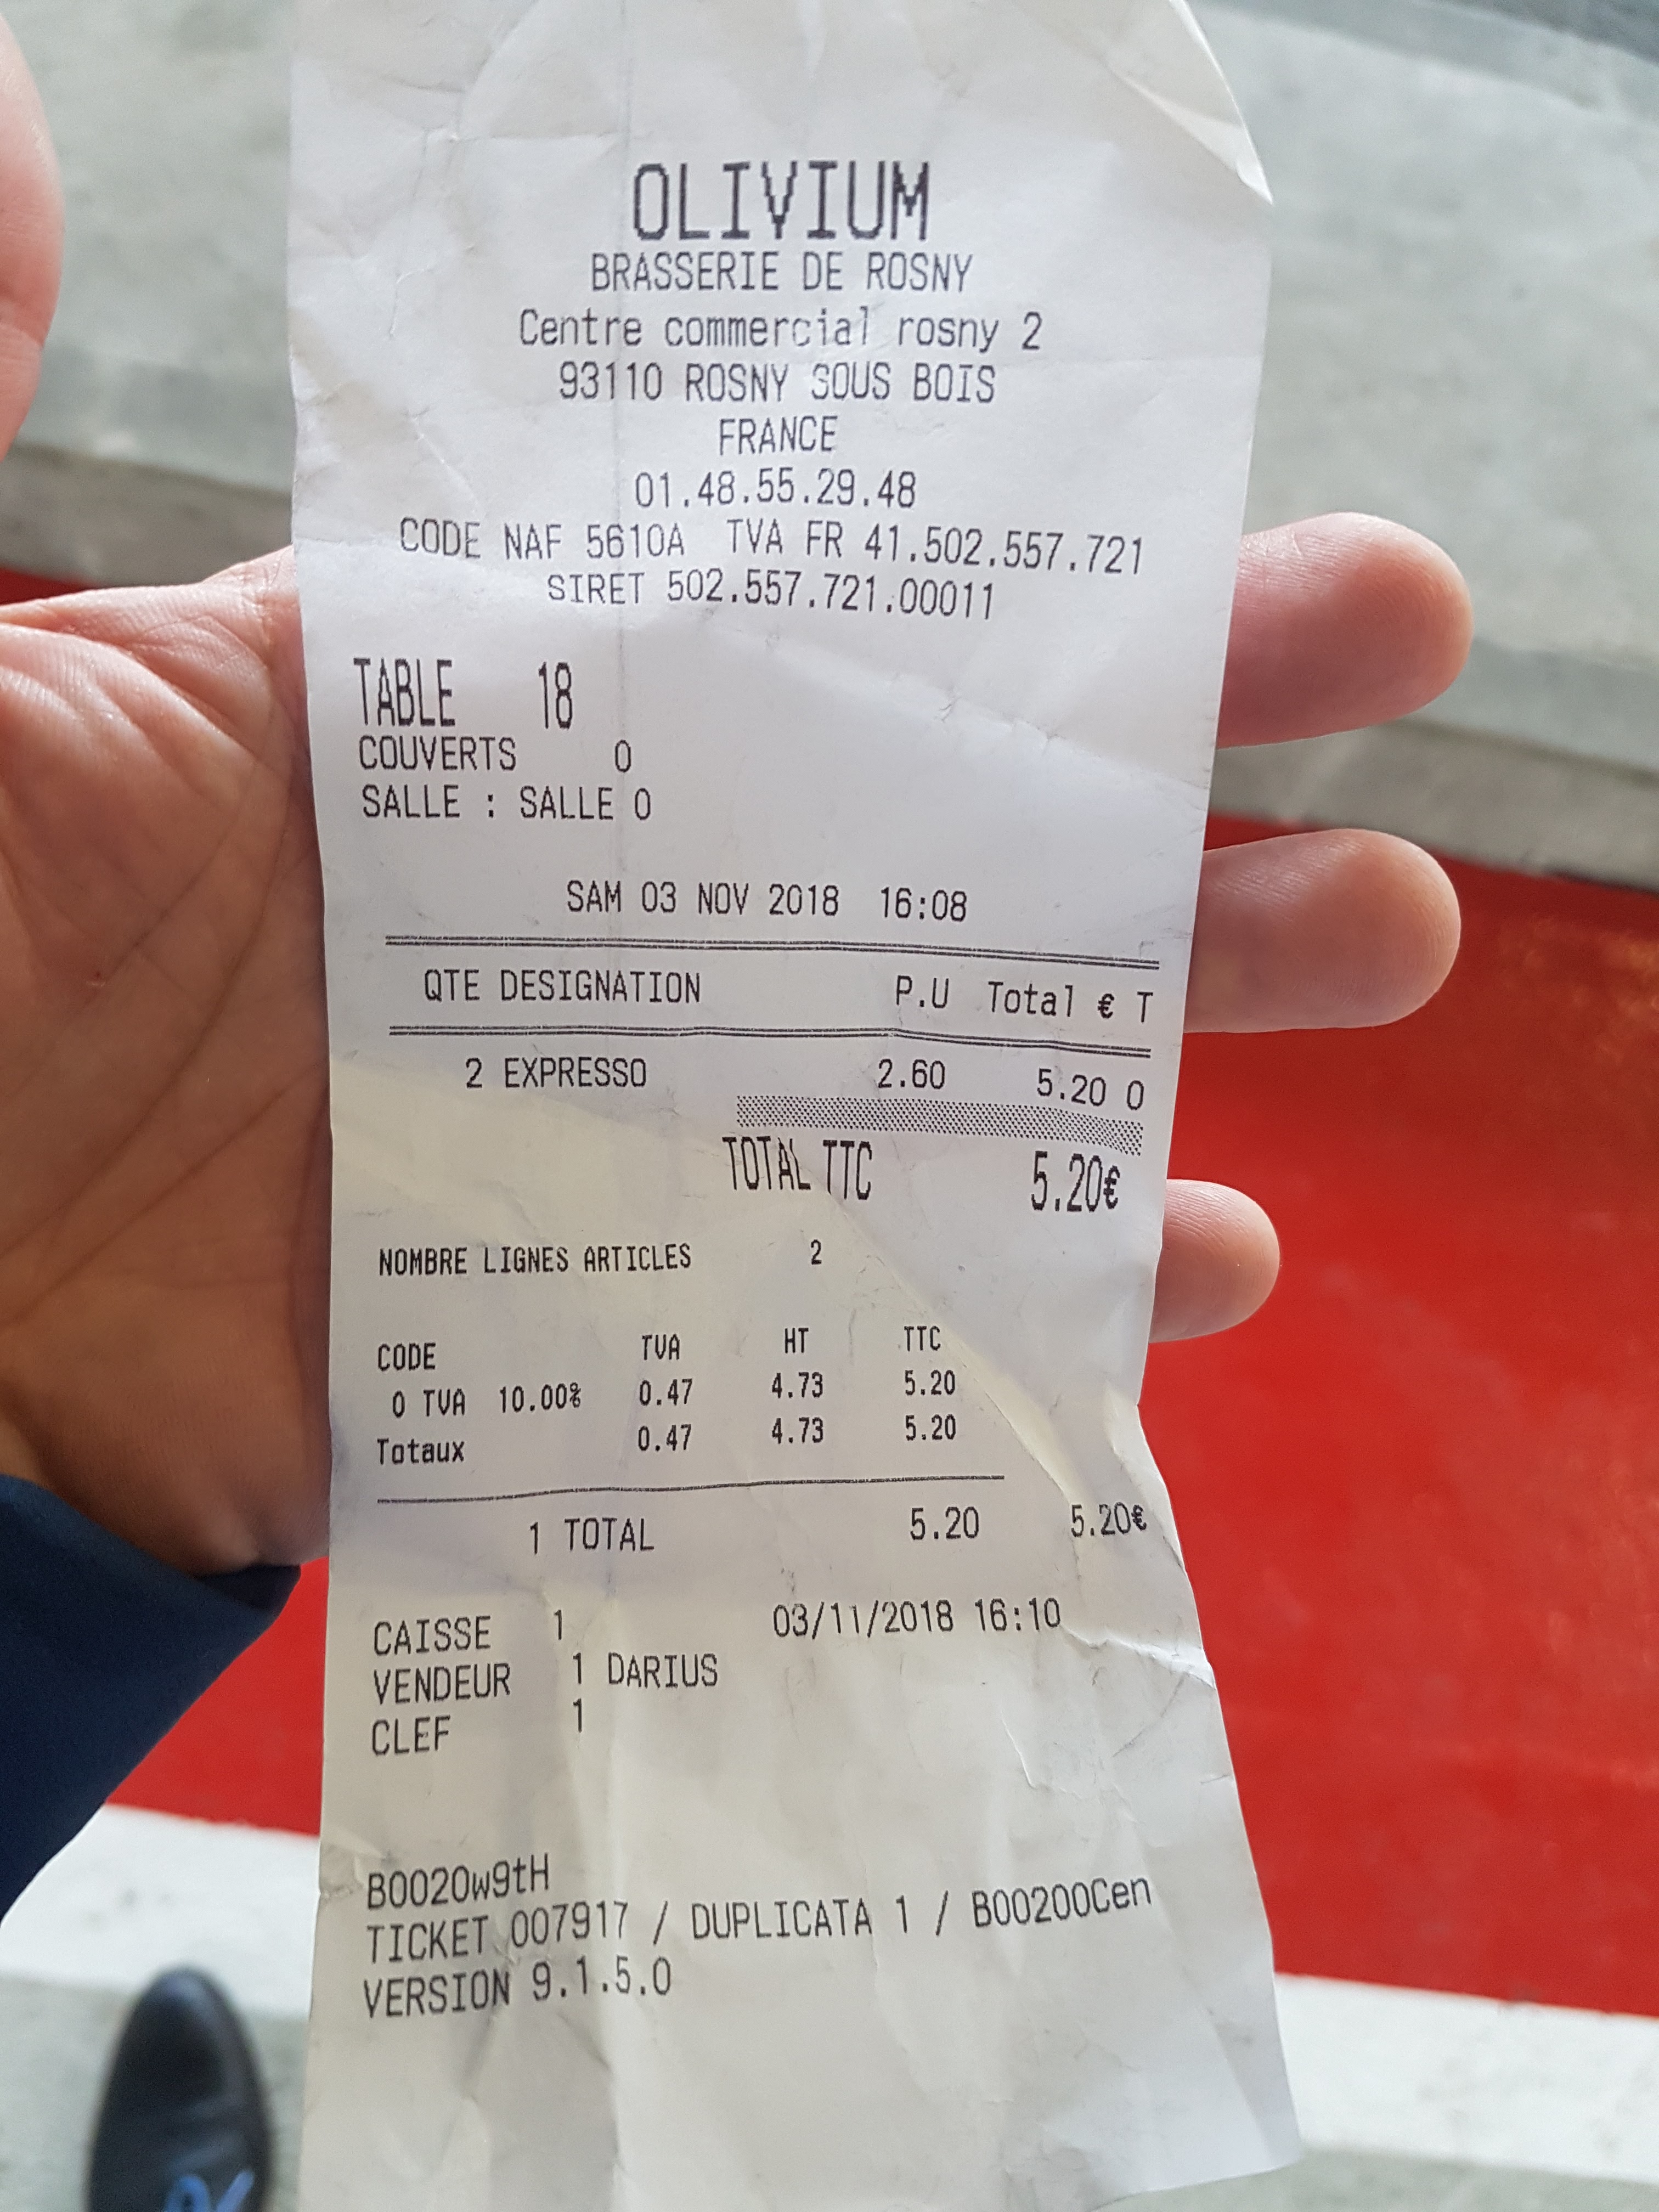 OLIVIUM
BRASSERIE DE ROSNY
Centre commercial rosny 2
93110 ROSNY SOUS BOIS
FRANCE
01.48.55.29.48
CODE NAF 5610A TVA FR 41.502.557.721
SIRET 502.557.721.00011
TABLE 18
COUVERTS 0
SALLE : SALLE 0
SAM 03 NOV 2018 16:08
QTE DESIGNATION P.U Total € T
2 EXPRESSO 2.60 5.20 0
TOTAL TTC 5.20€
NOMBRE LIGNES ARTICLES 2
CODE TVA HT TTC
0 TVA 10.00% 0.47 4.73 5.20
Totaux 0.47 4.73 5.20
1 TOTAL 5.20 5.20€
CAISSE 1 03/11/2018 16:10
VENDEUR 1 DARIUS
CLEF 1
B0020w9tH
TICKET 007917 / DUPLICATA 1 / B00200Cen
VERSION 9.1.5.0